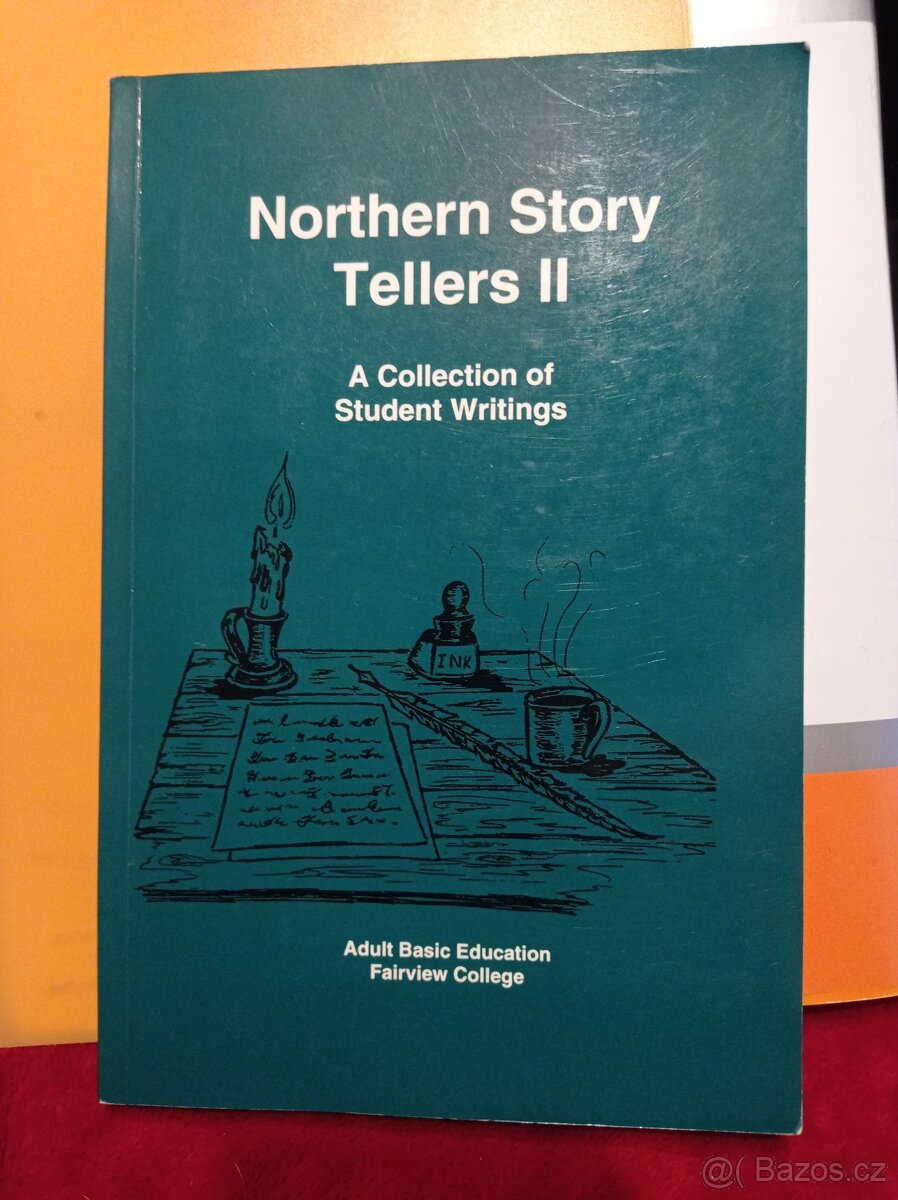 Northern Story
Tellers II
A Collection of
Student Writings
INK
Adult Basic Education
Fairview College
@( Bazos.cz